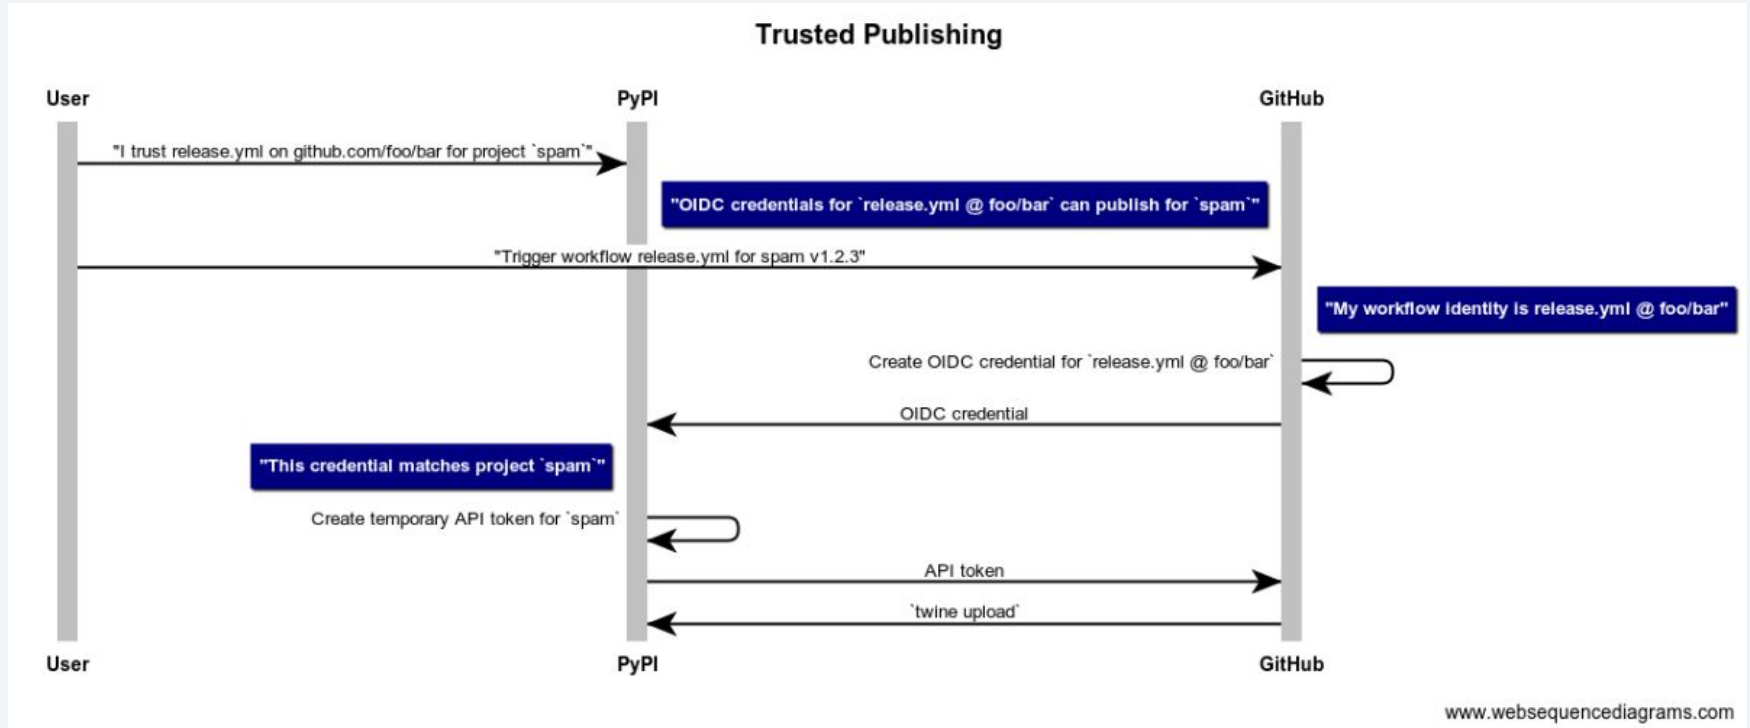 Trusted Publishing
User
PyPI
GitHub
"I trust release.yml on github.com/foo/bar for project `spam`"
"OIDC credentials for `release.yml @ foo/bar` can publish for `spam`"
"Trigger workflow release.yml for spam v1.2.3"
"My workflow identity is release.yml @ foo/bar"
Create OIDC credential for `release.yml @ foo/bar`
OIDC credential
"This credential matches project `spam`"
Create temporary API token for `spam`
API token
`twine upload`
User
PyPI
GitHub
www.websequencediagrams.com